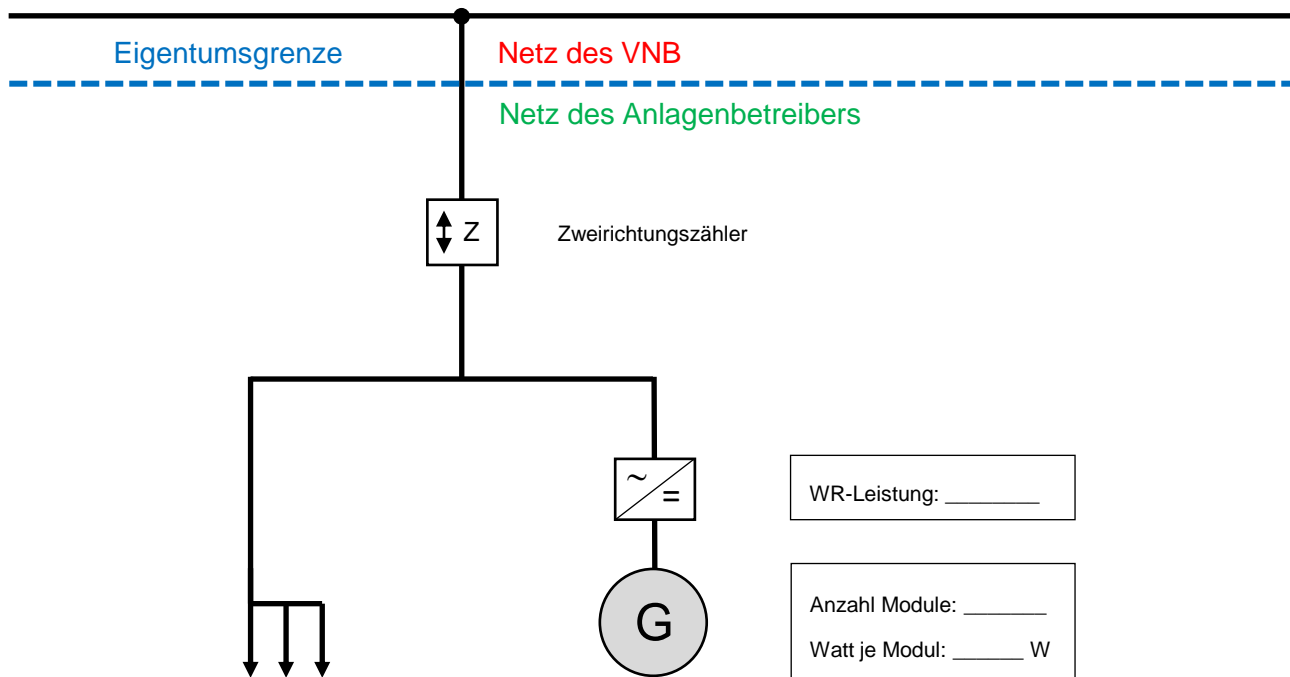 Eigentumsgrenze Netz des VNB
Netz des Anlagenbetreibers
Z Zweirichtungszähler
~
=
WR-Leistung: ________
G
Anzahl Module: _______
Watt je Modul: ______ W